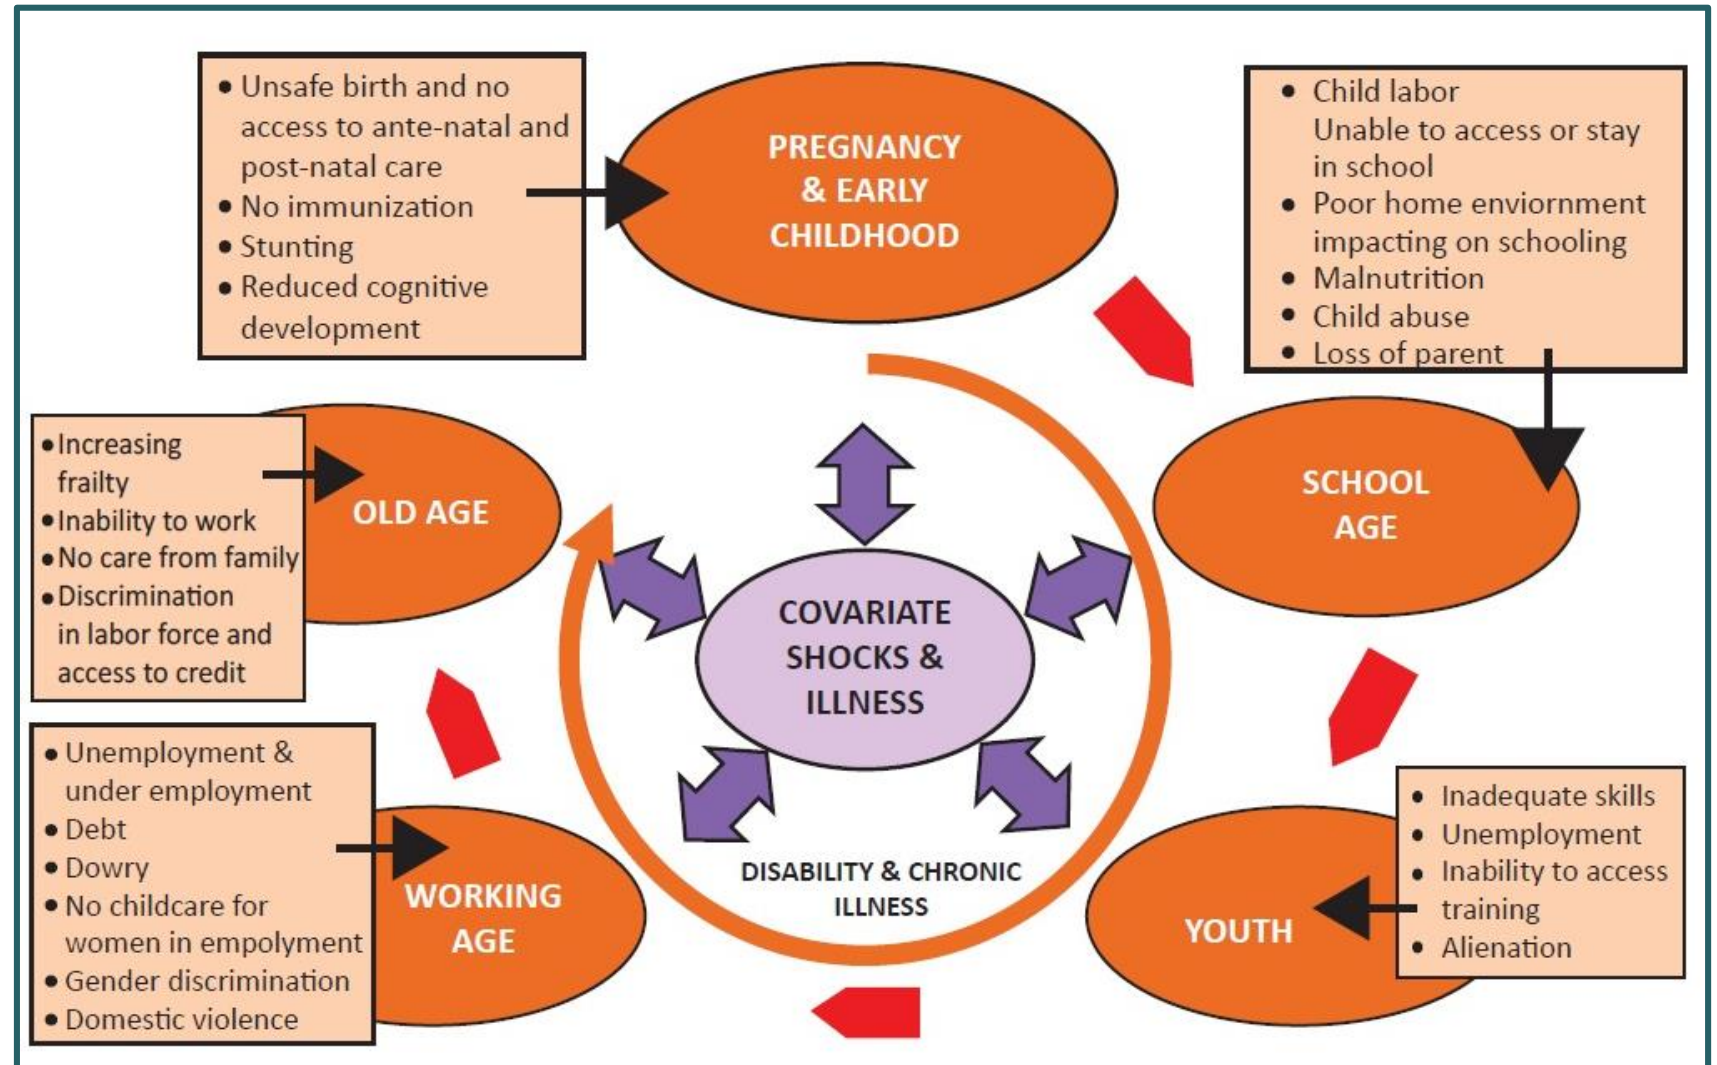 ● Unsafe birth and no
access to ante-natal and
post-natal care
● No immunization
● Stunting
● Reduced cognitive
development
PREGNANCY
& EARLY
CHILDHOOD
● Child labor
Unable to access or stay
in school
● Poor home enviornment
impacting on schooling
● Malnutrition
● Child abuse
● Loss of parent
● Increasing
frailty
● Inability to work
● No care from family
● Discrimination
in labor force and
access to credit
OLD AGE
SCHOOL
AGE
COVARIATE
SHOCKS &
ILLNESS
● Unemployment &
under employment
● Debt
● Dowry
● No childcare for
women in empolyment
● Gender discrimination
● Domestic violence
WORKING
AGE
DISABILITY & CHRONIC
ILLNESS
YOUTH
● Inadequate skills
● Unemployment
● Inability to access
training
● Alienation